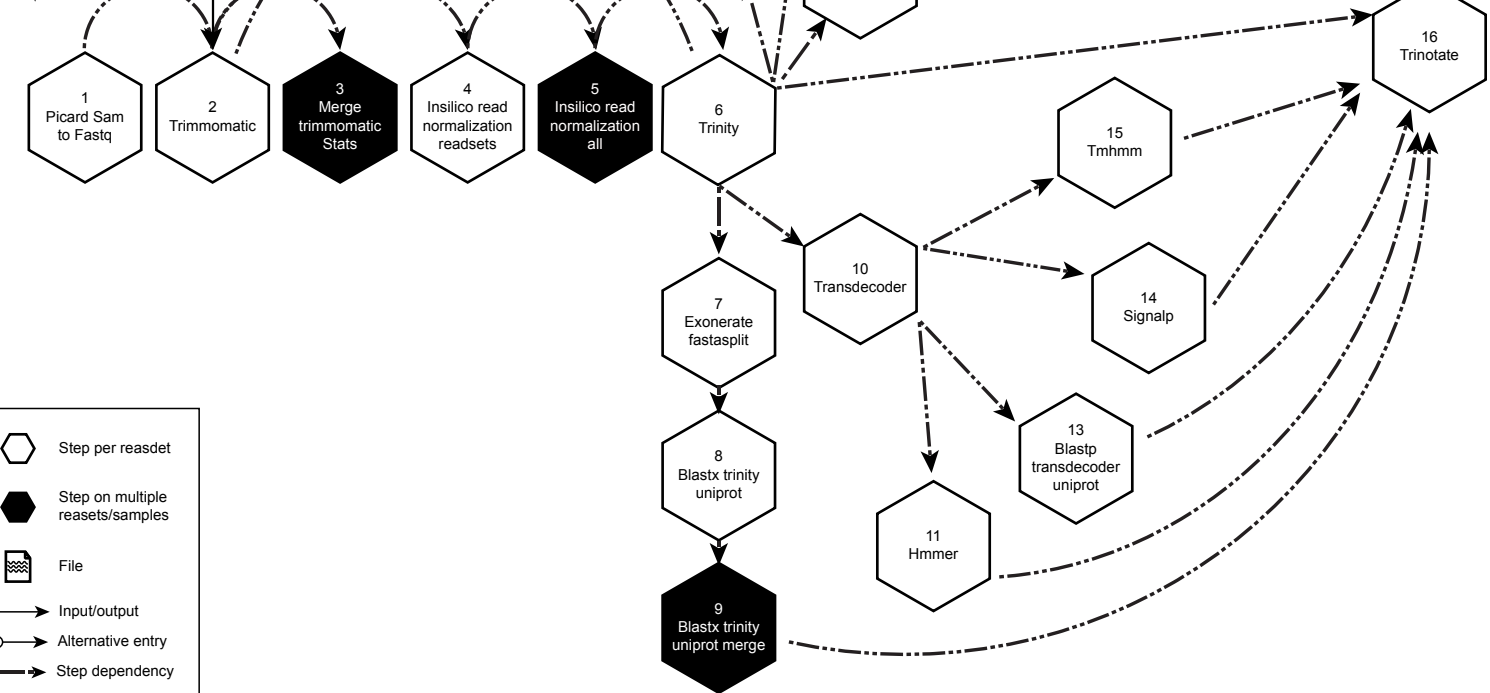 16
Trinotate
1
Picard Sam
to Fastq
2
Trimmomatic
3
Merge
trimmomatic
Stats
4
Insilico read
normalization
readsets
5
Insilico read
normalization
all
6
Trinity
15
Tmhmm
10
Transdecoder
14
Signalp
7
Exonerate
fastasplit
13
Blastp
transdecoder
uniprot
8
Blastx trinity
uniprot
11
Hmmer
9
Blastx trinity
uniprot merge
Step per reasdet
Step on multiple
reasets/samples
File
Input/output
Alternative entry
Step dependency